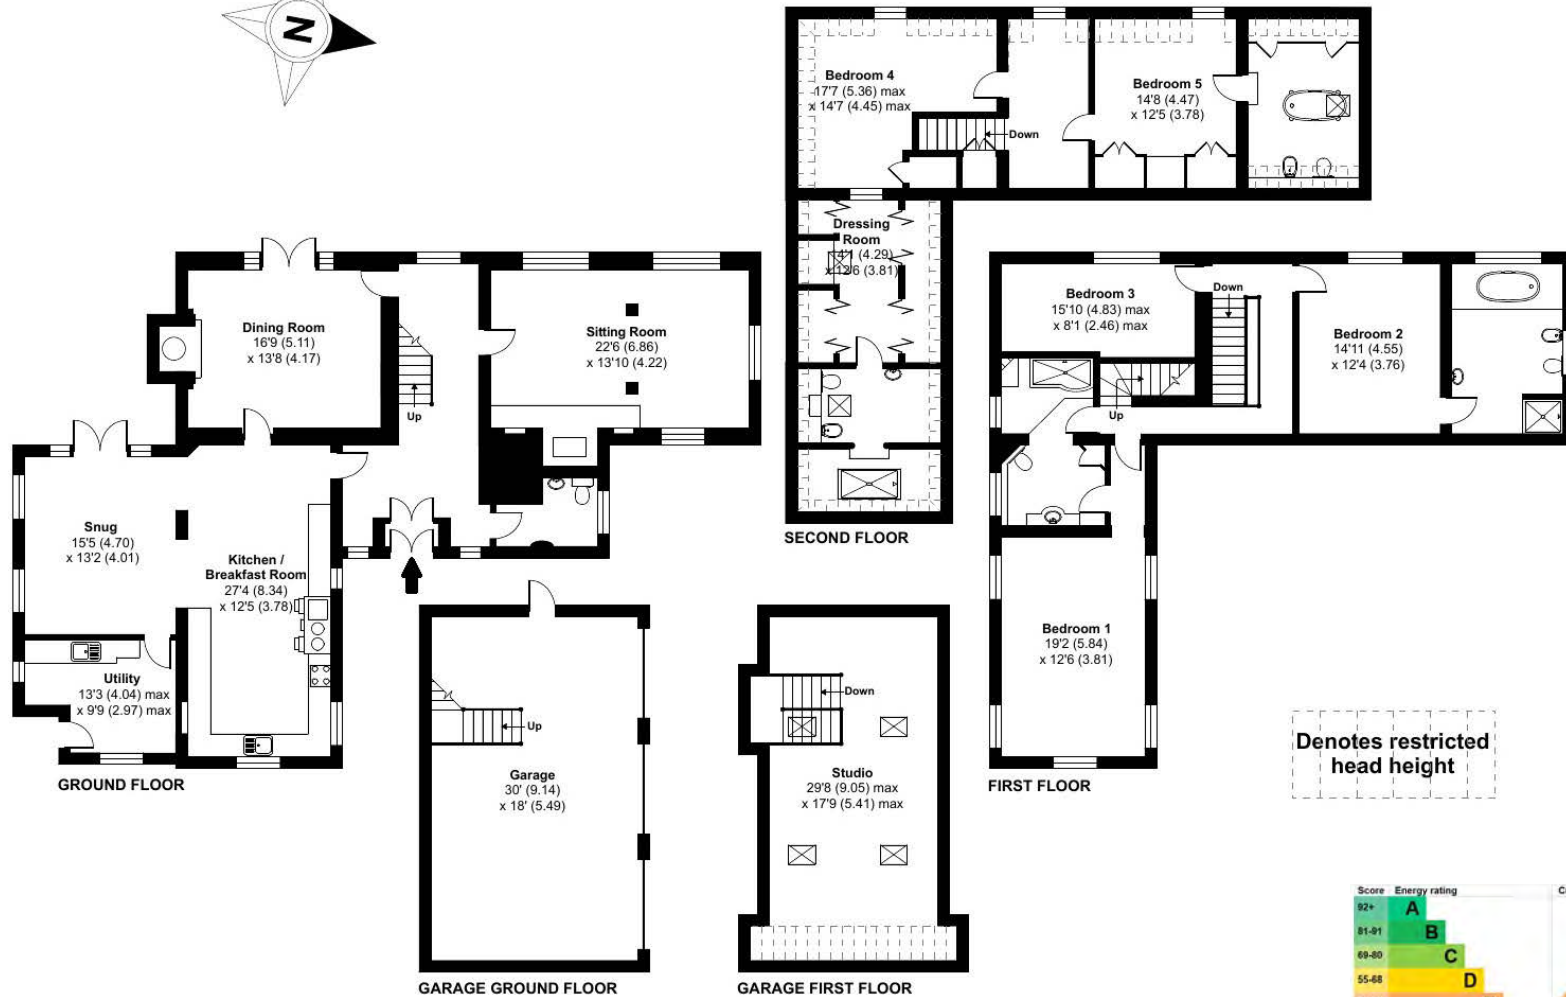 N
Bedroom 4
17'7 (5.36) max
x 14'7 (4.45) max
Bedroom 5
14'8 (4.47)
x 12'5 (3.78)
Down
Dressing
Room
(4.29)
x 12'6 (3.81)
SECOND FLOOR
Dining Room
16'9 (5.11)
x 13'8 (4.17)
Sitting Room
22'6 (6.86)
x 13'10 (4.22)
Up
Snug
15'5 (4.70)
x 13'2 (4.01)
Kitchen /
Breakfast Room
27'4 (8.34)
x 12'5 (3.78)
Utility
13'3 (4.04) max
x 9'9 (2.97) max
GROUND FLOOR
Bedroom 3
15'10 (4.83) max
x 8'1 (2.46) max
Down
Bedroom 2
14'11 (4.55)
x 12'4 (3.76)
Up
Bedroom 1
19'2 (5.84)
x 12'6 (3.81)
FIRST FLOOR
Up
Garage
30' (9.14)
x 18' (5.49)
GARAGE GROUND FLOOR
Down
Studio
29'8 (9.05) max
x 17'9 (5.41) max
GARAGE FIRST FLOOR
Denotes restricted
head height
Score Energy rating C
92+ A
81-91 B
69-80 C
55-68 D